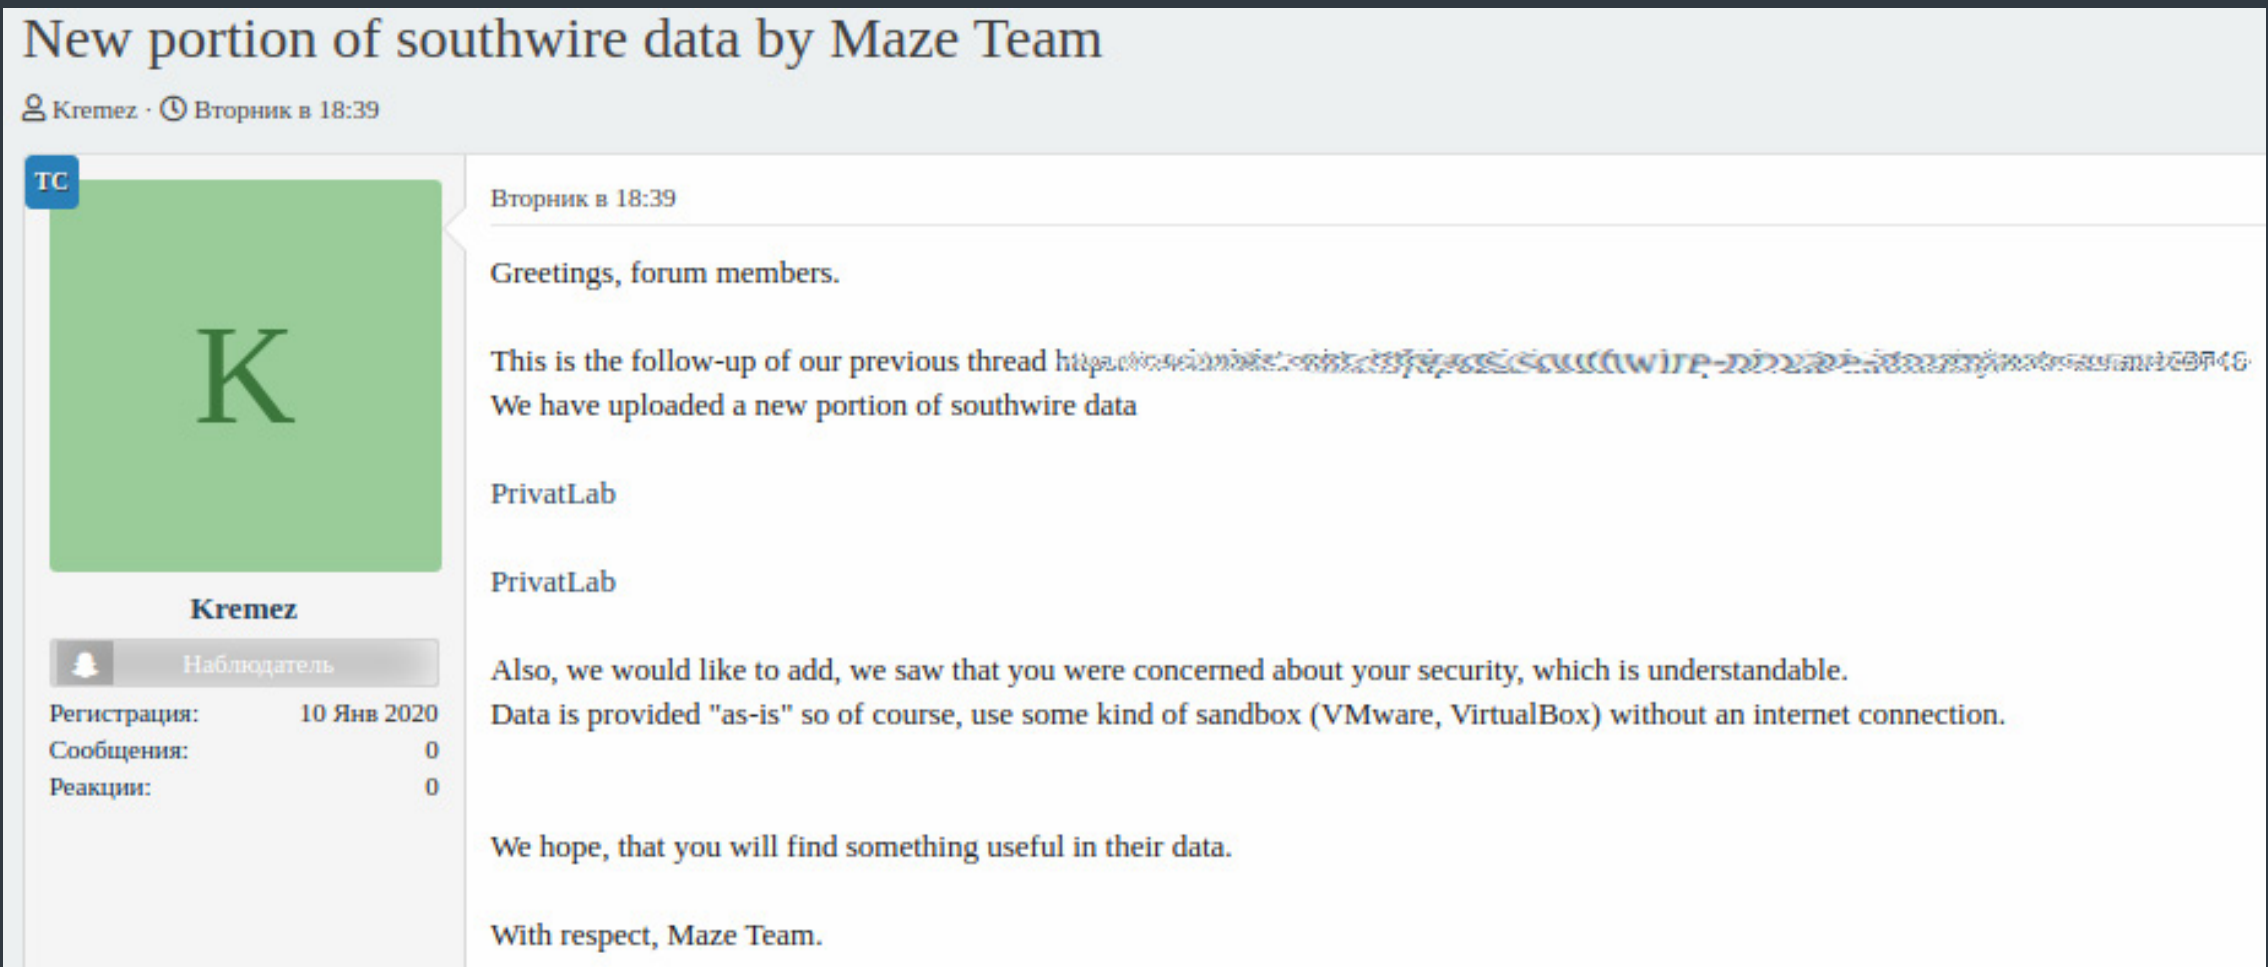 New portion of southwire data by Maze Team
Kremez · Вторник в 18:39
TC
K
Kremez
Наблюдатель
Регистрация: 10 Янв 2020
Сообщения: 0
Реакции: 0
Вторник в 18:39
Greetings, forum members.
This is the follow-up of our previous thread
We have uploaded a new portion of southwire data
PrivatLab
PrivatLab
Also, we would like to add, we saw that you were concerned about your security, which is understandable.
Data is provided "as-is" so of course, use some kind of sandbox (VMware, VirtualBox) without an internet connection.
We hope, that you will find something useful in their data.
With respect, Maze Team.